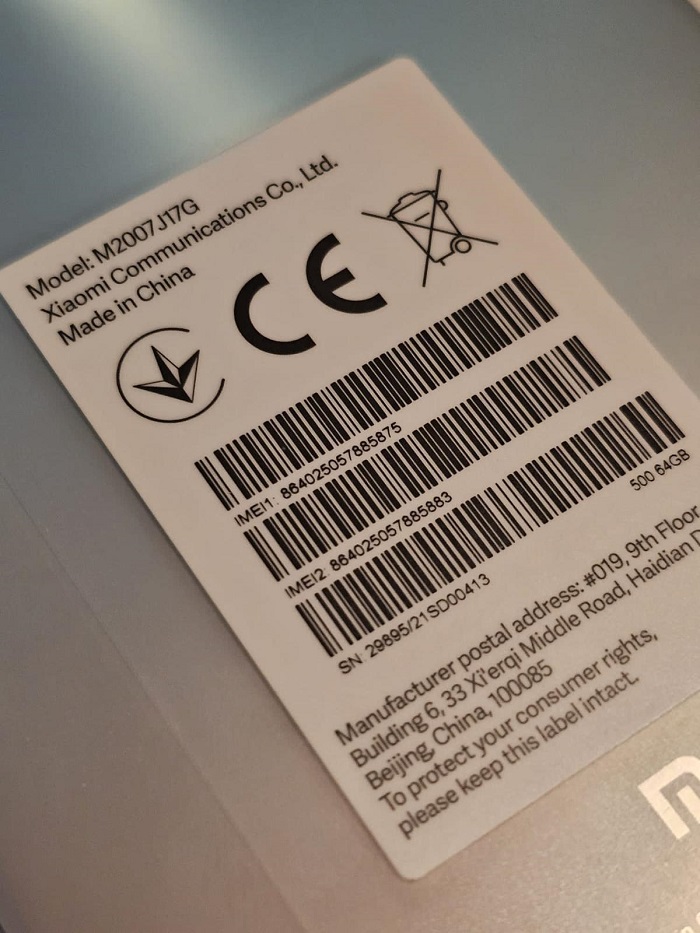 Model: M2007J17G
Xiaomi Communications Co., Ltd.
Made in China
CE
IMEI1: 864025057885875
IMEI2: 864025057885883
500 64GB
SN: 29895/21SD00413
Manufacturer postal address: #019, 9th Floor
Building 6, 33 Xi'erqi Middle Road, Haidian D
Beijing, China, 100085
To protect your consumer rights,
please keep this label intact.